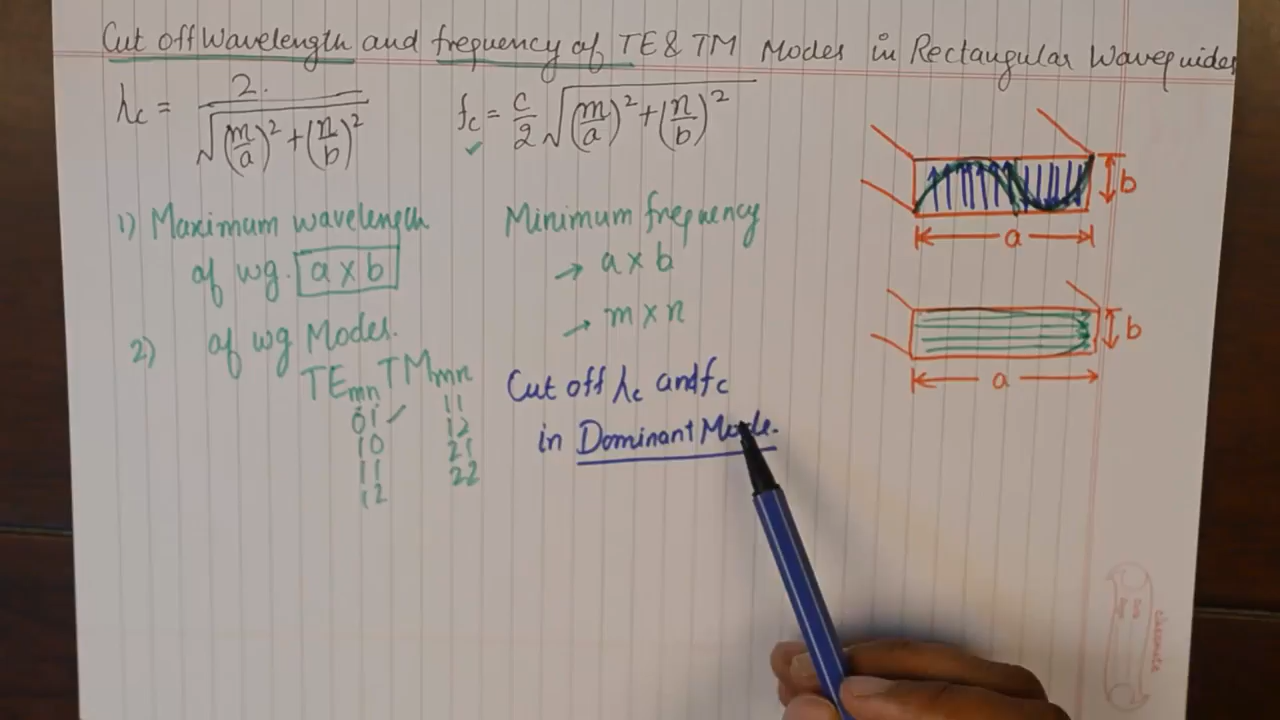 Cut off Wavelength and frequency of TE & TM Modes in Rectangular Waveguides
λc = 2 / √((m/a)² + (n/b)²)
fc = c/2 √((m/a)² + (n/b)²) ✓
1) Maximum wavelength
of wg. a x b
2) of wg Modes.
TEmn TMmn
01 ✓ 11
10 12
11 21
12 22
Minimum frequency
→ a x b
→ m x n
Cut off λc and fc
in Dominant Mode.
b
a
b
a